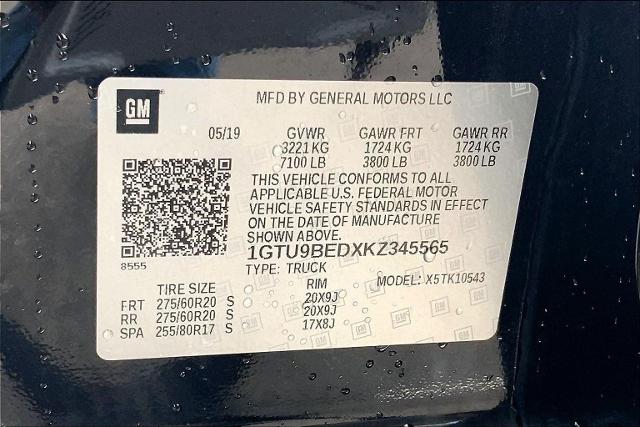 GM
MFD BY GENERAL MOTORS LLC
05/19 GVWR GAWR FRT GAWR RR
3221 KG 1724 KG 1724 KG
7100 LB 3800 LB 3800 LB
THIS VEHICLE CONFORMS TO ALL
APPLICABLE U.S. FEDERAL MOTOR
VEHICLE SAFETY STANDARDS IN EFFECT
ON THE DATE OF MANUFACTURE
SHOWN ABOVE.
8555
1GTU9BEDXKZ345565
TYPE: TRUCK MODEL: X5TK10543
TIRE SIZE RIM
FRT 275/60R20 S 20X9J
RR 275/60R20 S 20X9J
SPA 255/80R17 S 17X8J